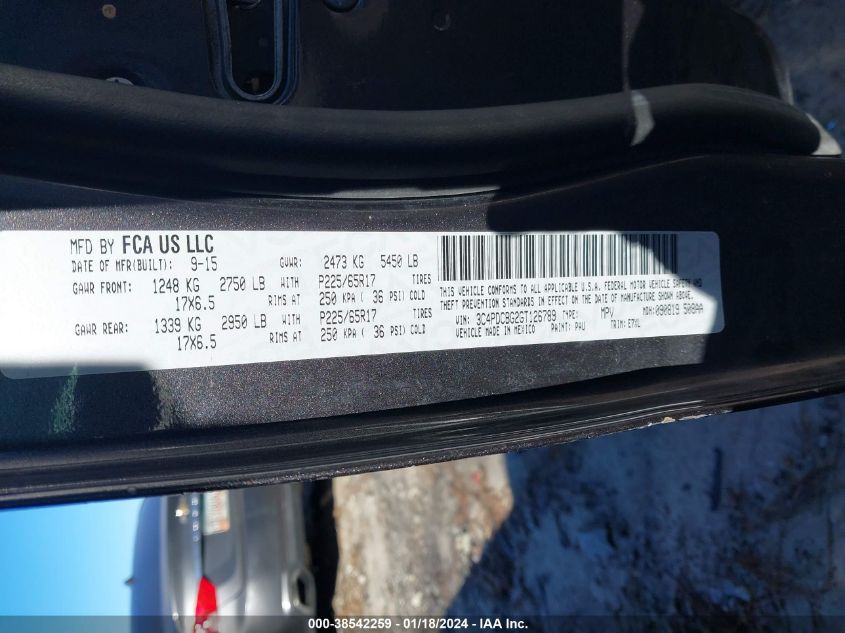 MFD BY FCA US LLC
DATE OF MFR(BUILT): 9-15 GVWR: 2473 KG 5450 LB
GAWR FRONT: 1248 KG 2750 LB WITH P225/65R17 TIRES
17X6.5 RIMS AT 250 KPA ( 36 PSI) COLD
GAWR REAR: 1339 KG 2950 LB WITH P225/65R17 TIRES
17X6.5 RIMS AT 250 KPA ( 36 PSI) COLD
THIS VEHICLE CONFORMS TO ALL APPLICABLE U.S.A. FEDERAL MOTOR VEHICLE SAFETY AND
THEFT PREVENTION STANDARDS IN EFFECT ON THE DATE OF MANUFACTURE SHOWN ABOVE.
VIN: 3C4PDCBG2GT126789 TYPE: MPV MDH: 090819 509AA
VEHICLE MADE IN MEXICO PAINT: PAU TRIM: E7XL
000-38542259 - 01/18/2024 - IAA Inc.